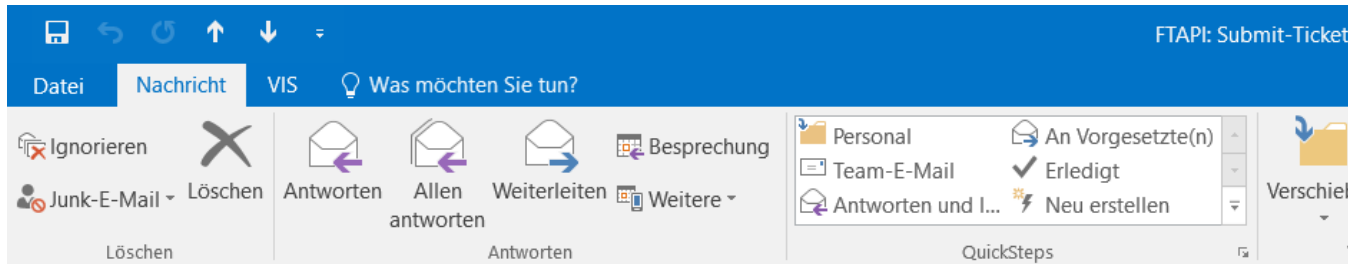 FTAPI: Submit-Ticket
Datei Nachricht VIS Was möchten Sie tun?
Ignorieren
Junk-E-Mail
Löschen
Löschen
Antworten
Allen
antworten
Weiterleiten
Besprechung
Weitere
Antworten
Personal
Team-E-Mail
Antworten und l...
An Vorgesetzte(n)
Erledigt
Neu erstellen
QuickSteps
Verschieb